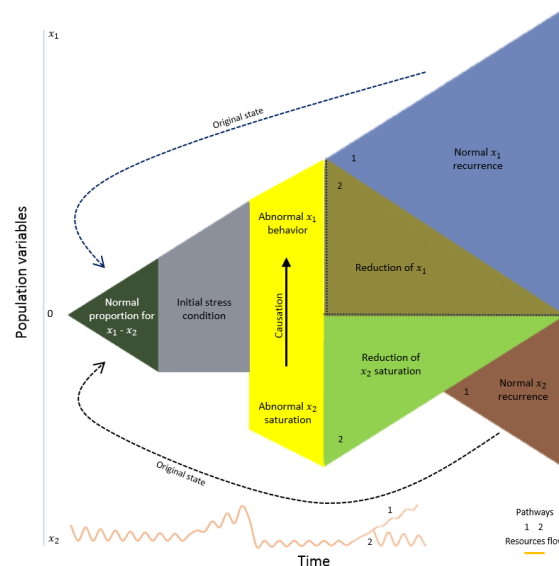 x₁
Original state
1
Normal x₁
recurrence
2
Abnormal x₁
behavior
Population variables
Reduction of x₁
0
Normal
proportion for
x₁ - x₂
Initial stress
condition
Causation
Reduction of
x₂ saturation
1
Normal x₂
recurrence
Abnormal x₂
saturation
2
Original state
1
2
x₂
Time
Pathways
1 2
Resources flow